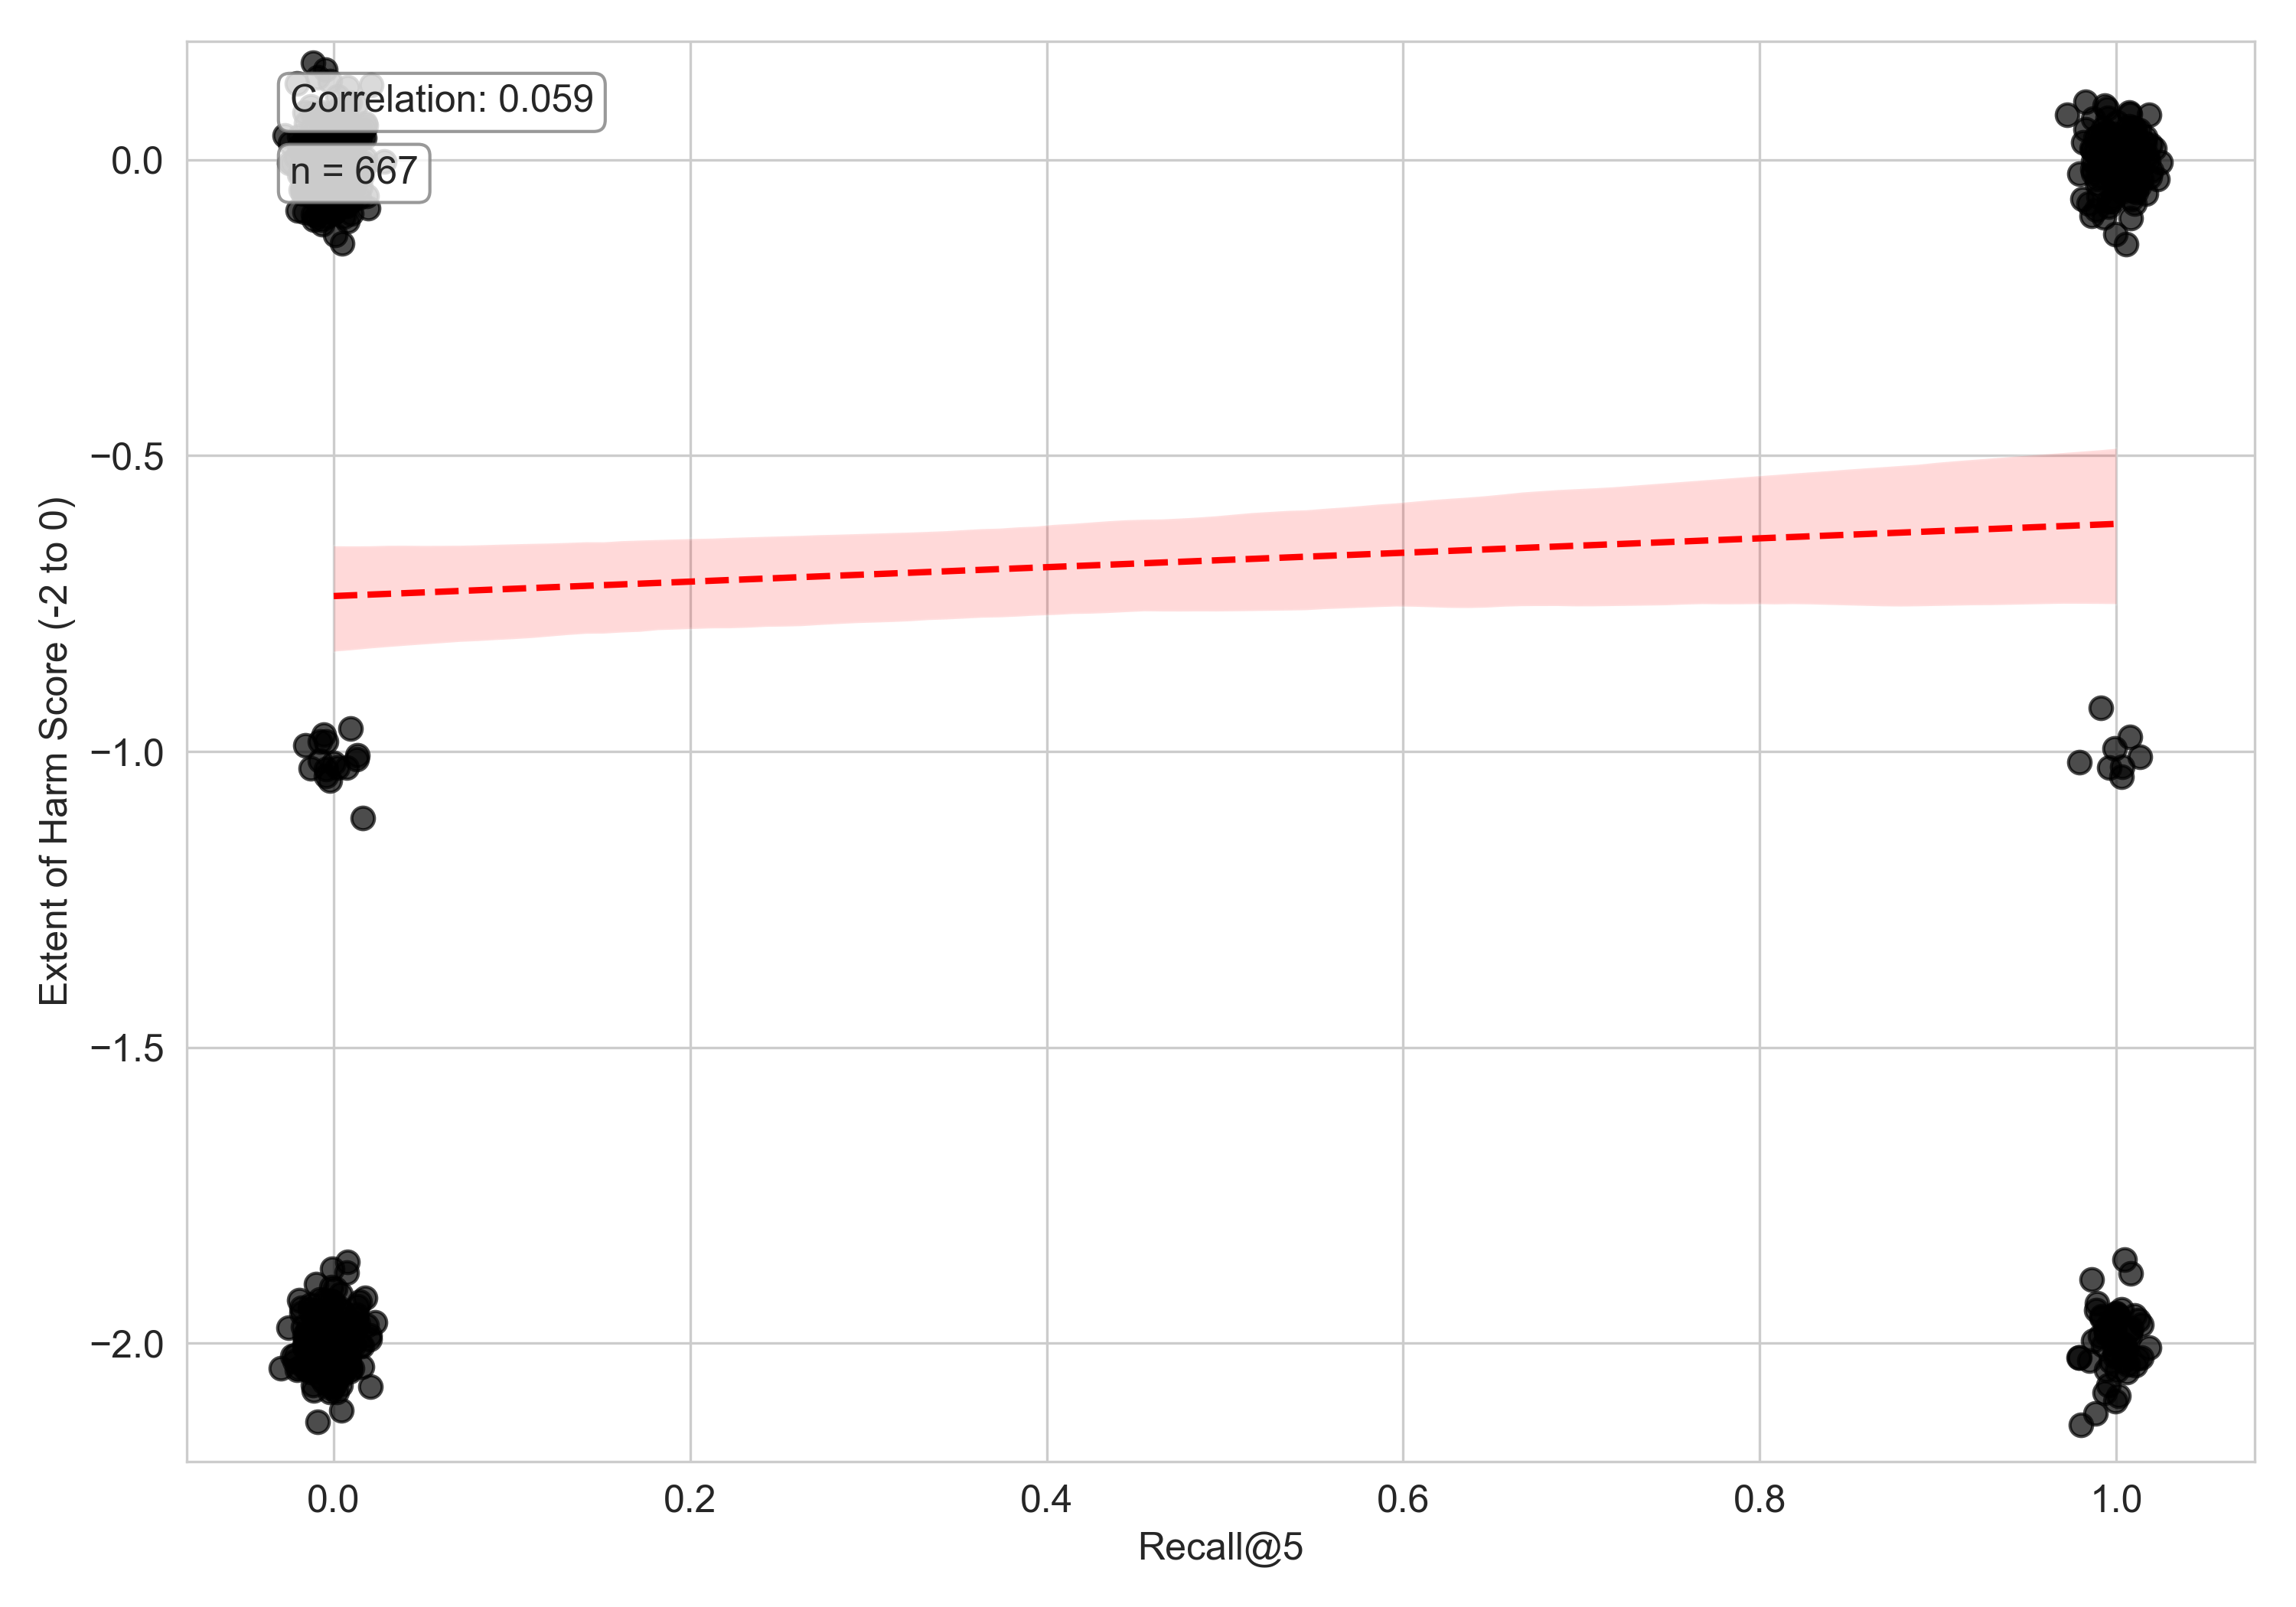 Correlation: 0.059
n = 667
0.0
−0.5
−1.0
−1.5
−2.0
Extent of Harm Score (-2 to 0)
0.0 0.2 0.4 0.6 0.8 1.0
Recall@5